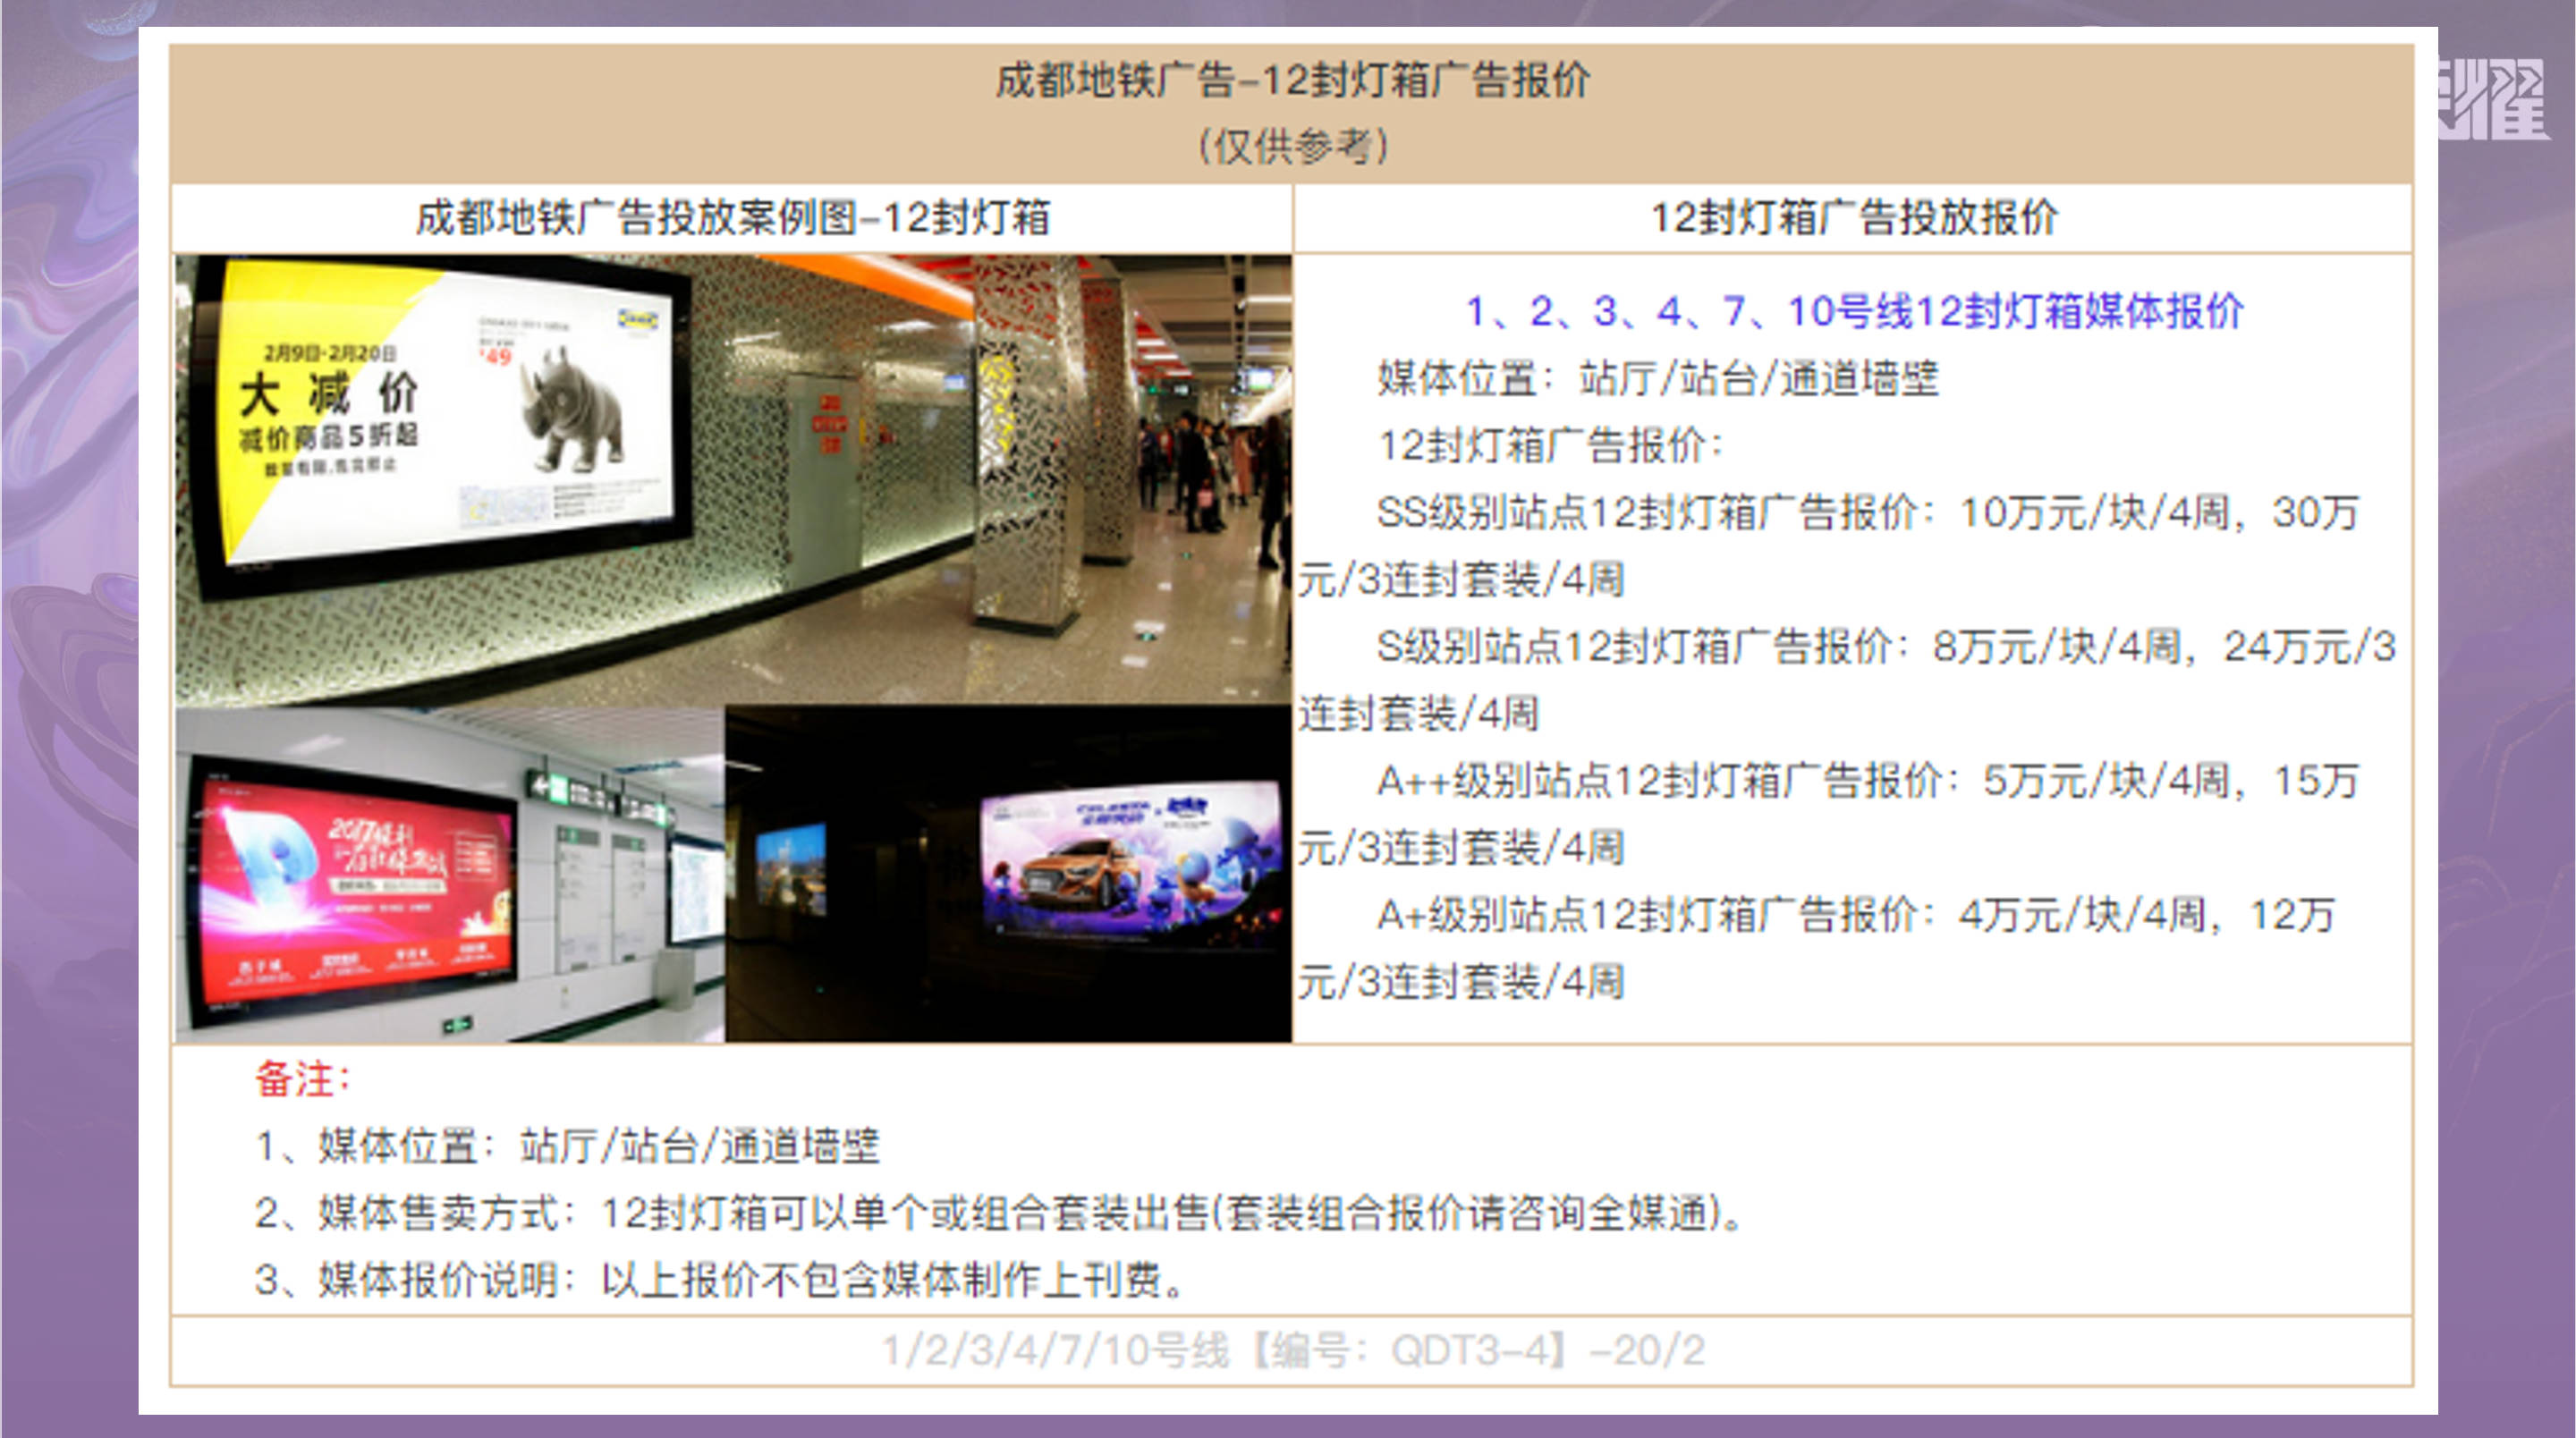 成都地铁广告-12封灯箱广告报价
(仅供参考)
成都地铁广告投放案例图-12封灯箱
12封灯箱广告投放报价
2月9日-2月20日
大减价
减价商品5折起
数量有限,售完即止
49
1、2、3、4、7、10号线12封灯箱媒体报价
媒体位置：站厅/站台/通道墙壁
12封灯箱广告报价：
SS级别站点12封灯箱广告报价：10万元/块/4周，30万
元/3连封套装/4周
S级别站点12封灯箱广告报价：8万元/块/4周，24万元/3
连封套装/4周
A++级别站点12封灯箱广告报价：5万元/块/4周，15万
元/3连封套装/4周
A+级别站点12封灯箱广告报价：4万元/块/4周，12万
元/3连封套装/4周
备注：
1、媒体位置：站厅/站台/通道墙壁
2、媒体售卖方式：12封灯箱可以单个或组合套装出售(套装组合报价请咨询全媒通)。
3、媒体报价说明：以上报价不包含媒体制作上刊费。
1/2/3/4/7/10号线【编号：QDT3-4】-20/2
耀